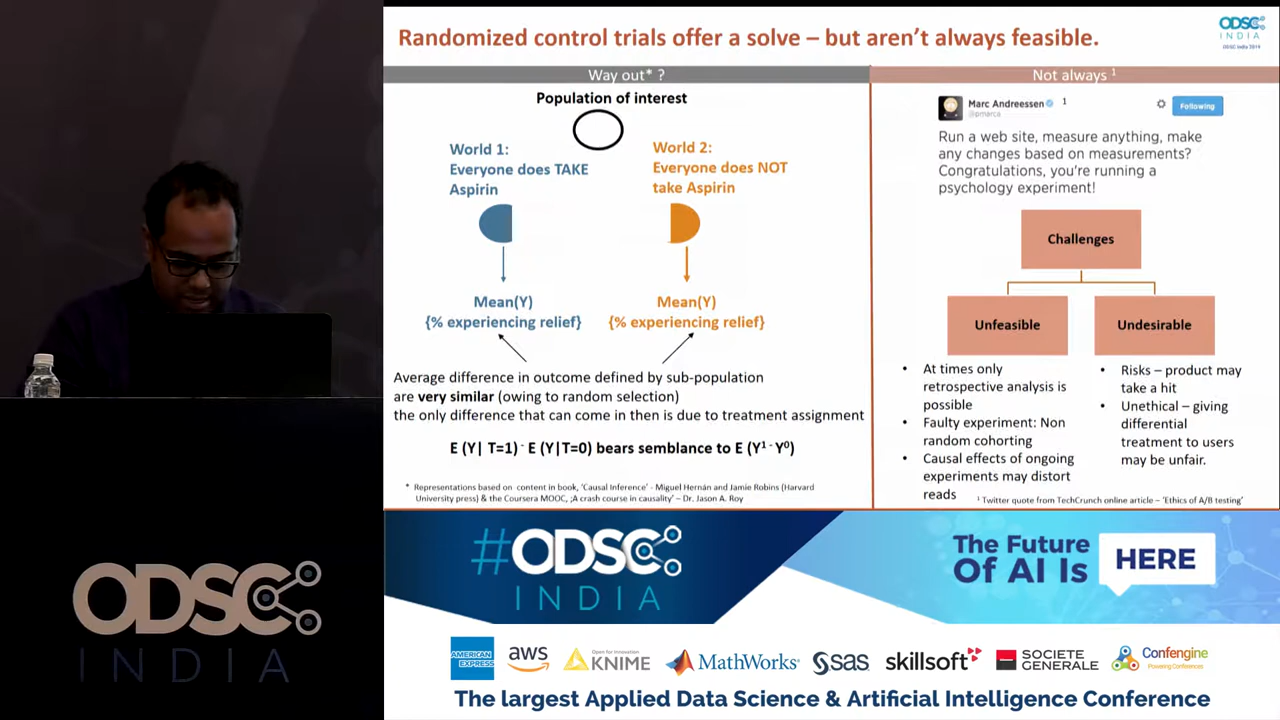 Randomized control trials offer a solve – but aren't always feasible.
ODSC
INDIA
ODSC India 2019
Way out* ?
Population of interest
World 1:
Everyone does TAKE
Aspirin
World 2:
Everyone does NOT
take Aspirin
Mean(Y)
{% experiencing relief}
Mean(Y)
{% experiencing relief}
Average difference in outcome defined by sub-population
are very similar (owing to random selection)
the only difference that can come in then is due to treatment assignment
E (Y| T=1) - E (Y|T=0) bears semblance to E (Y¹ - Y⁰)
* Representations based on content in book, 'Causal Inference' - Miguel Hernán and Jamie Robins (Harvard
University press) & the Coursera MOOC, ;A crash course in causality' – Dr. Jason A. Roy
Not always ¹
Marc Andreessen 1
@pmarca
Following
Run a web site, measure anything, make
any changes based on measurements?
Congratulations, you're running a
psychology experiment!
Challenges
Unfeasible
Undesirable
• At times only
retrospective analysis is
possible
• Faulty experiment: Non
random cohorting
• Causal effects of ongoing
experiments may distort
reads
• Risks – product may
take a hit
• Unethical – giving
differential
treatment to users
may be unfair.
¹ Twitter quote from TechCrunch online article – 'Ethics of A/B testing'
ODSC
INDIA
#ODSC
INDIA
The Future
Of AI Is
HERE
AMERICAN
EXPRESS
aws
Open for Innovation
KNIME
MathWorks®
sas
skillsoft
SOCIETE
GENERALE
Confengine
Powering Conferences
The largest Applied Data Science & Artificial Intelligence Conference